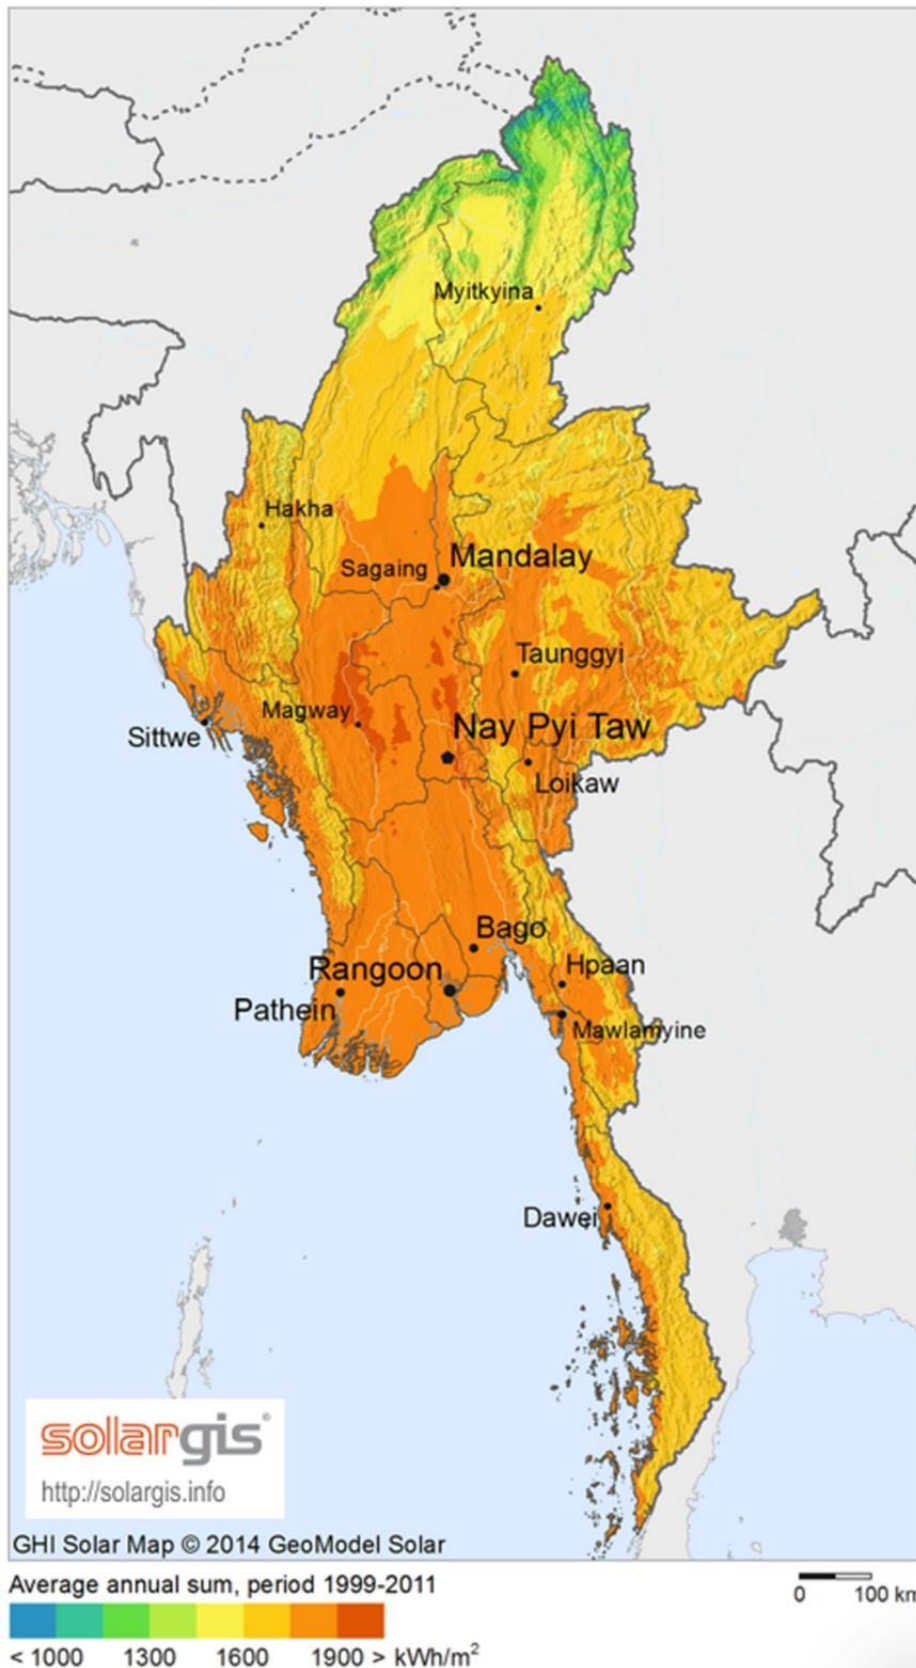 Myitkyina
Hakha
Mandalay
Sagaing
Taunggyi
Magway
Nay Pyi Taw
Sittwe
Loikaw
Bago
Hpaan
Rangoon
Pathein
Mawlamyine
Dawei
solargis®
http://solargis.info
GHI Solar Map © 2014 GeoModel Solar
Average annual sum, period 1999-2011
0 100 km
< 1000 1300 1600 1900 > kWh/m²